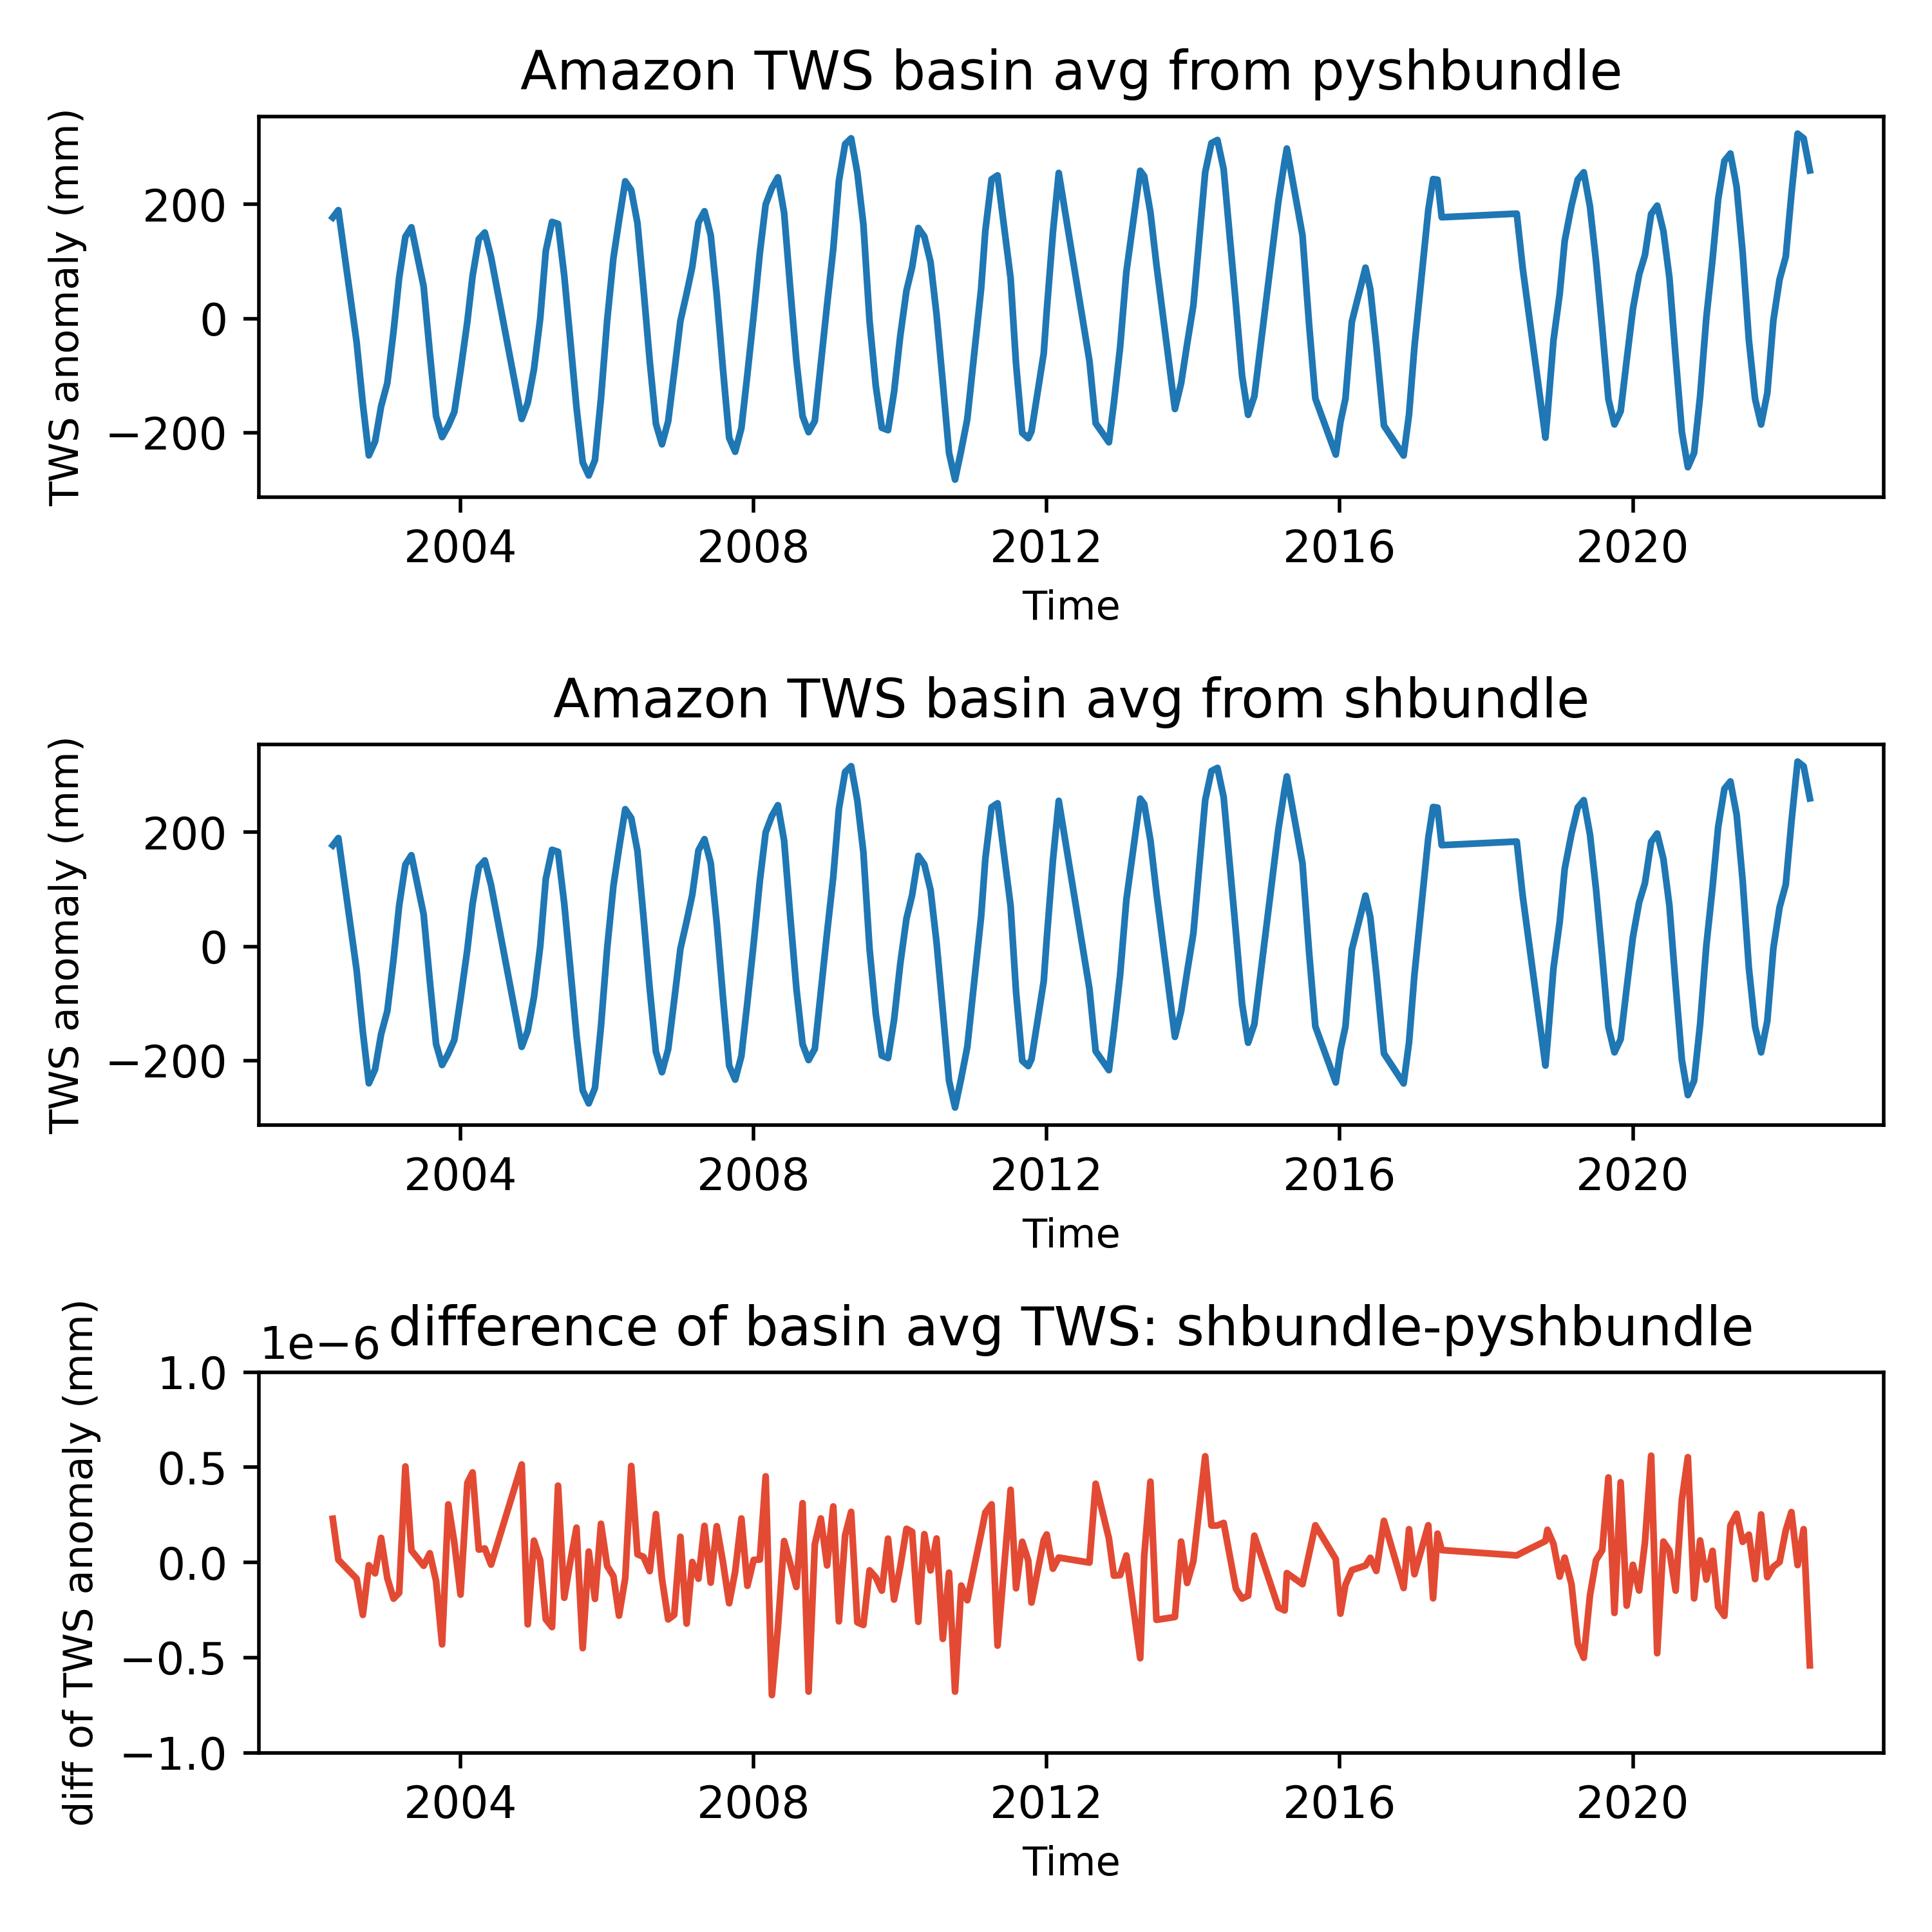 Amazon TWS basin avg from pyshbundle
TWS anomaly (mm)
200
0
−200
2004 2008 2012 2016 2020
Time
Amazon TWS basin avg from shbundle
TWS anomaly (mm)
200
0
−200
2004 2008 2012 2016 2020
Time
1e−6 difference of basin avg TWS: shbundle-pyshbundle
diff of TWS anomaly (mm)
1.0
0.5
0.0
−0.5
−1.0
2004 2008 2012 2016 2020
Time